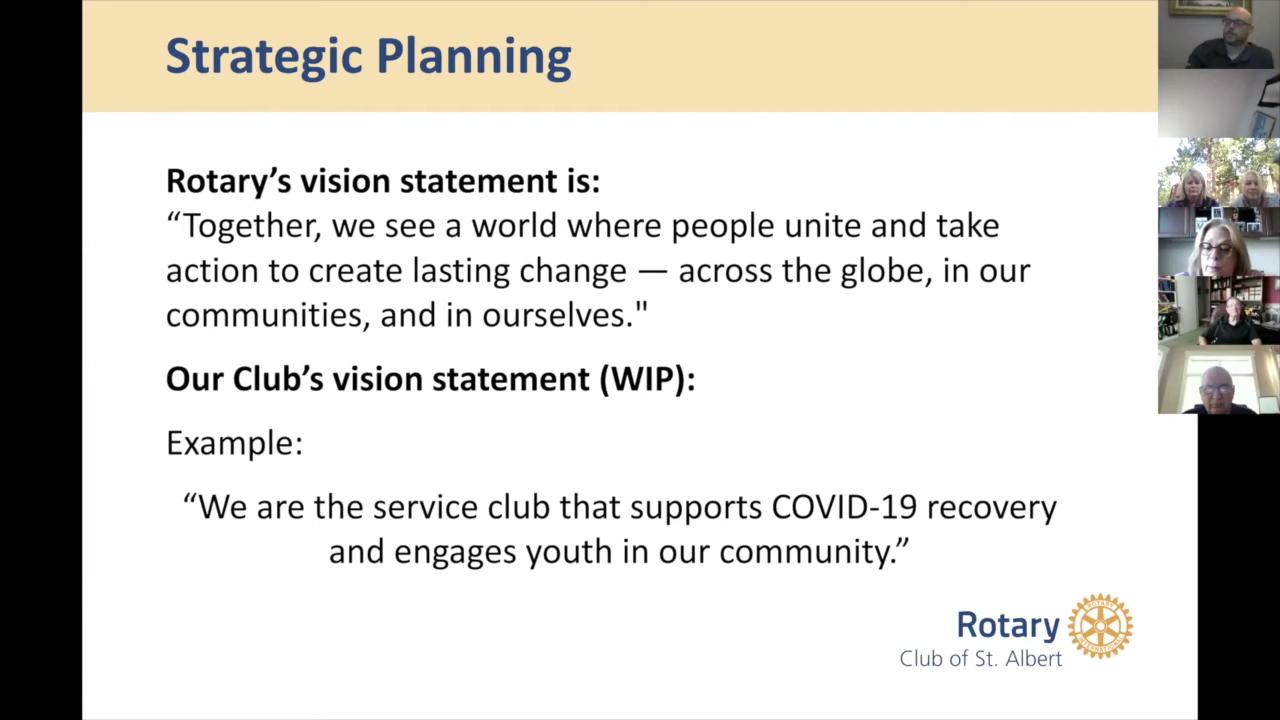 Strategic Planning
Rotary’s vision statement is:
“Together, we see a world where people unite and take
action to create lasting change — across the globe, in our
communities, and in ourselves."
Our Club’s vision statement (WIP):
Example:
“We are the service club that supports COVID-19 recovery
and engages youth in our community.”
Rotary
Club of St. Albert
ROTARY
INTERNATIONAL